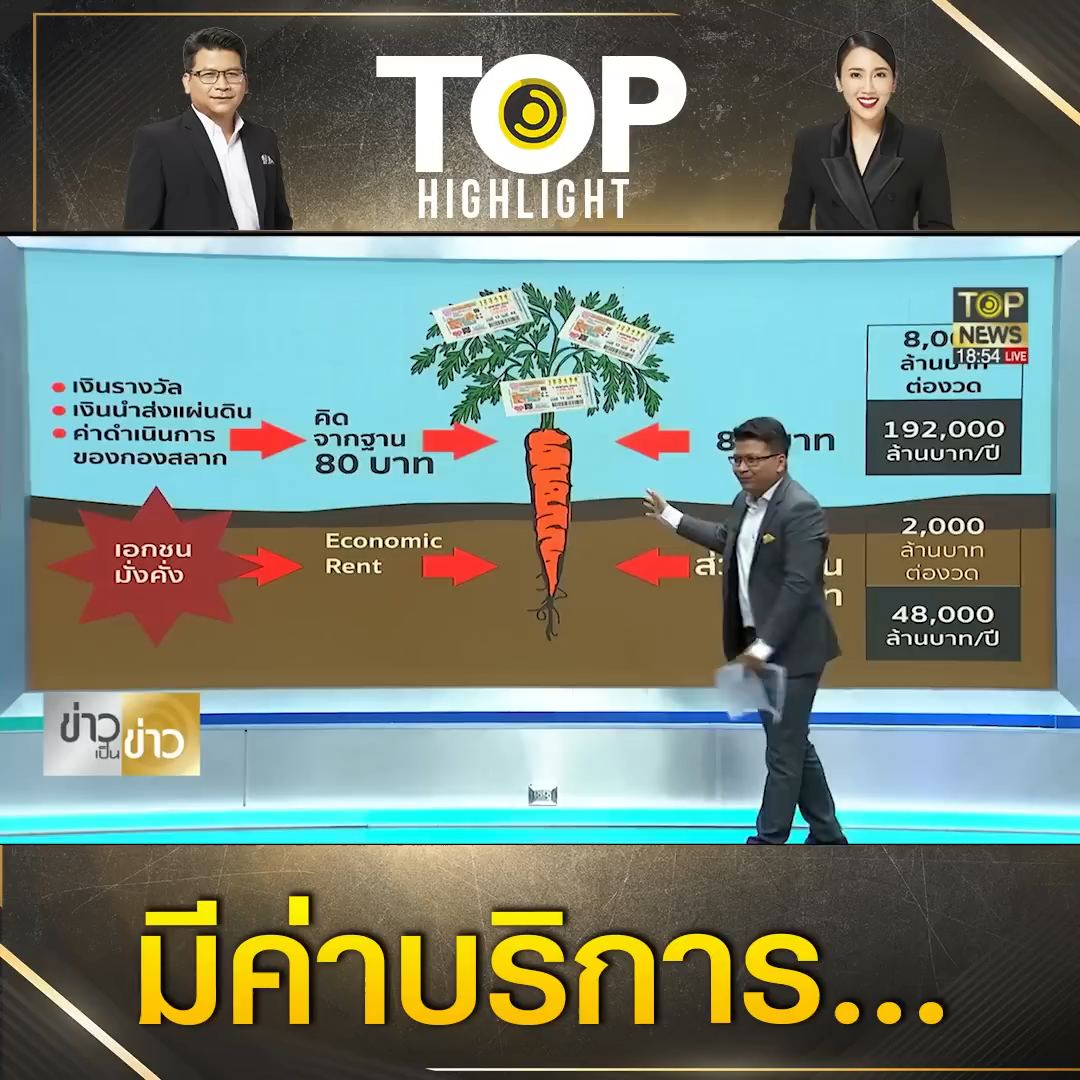 TOP
HIGHLIGHT
TOP
NEWS
18:54 LIVE
ล้านบาท
ต่องวด
192,000
ล้านบาท/ปี
เงินรางวัล
เงินนำส่งแผ่นดิน
ค่าดำเนินการ
ของกองสลาก
คิด
จากฐาน
80 บาท
บาท
เอกชน
มั่งคั่ง
Economic
Rent
2,000
ล้านบาท
ต่องวด
48,000
ล้านบาท/ปี
ข่าว
เป็น
ข่าว
มีค่าบริการ...